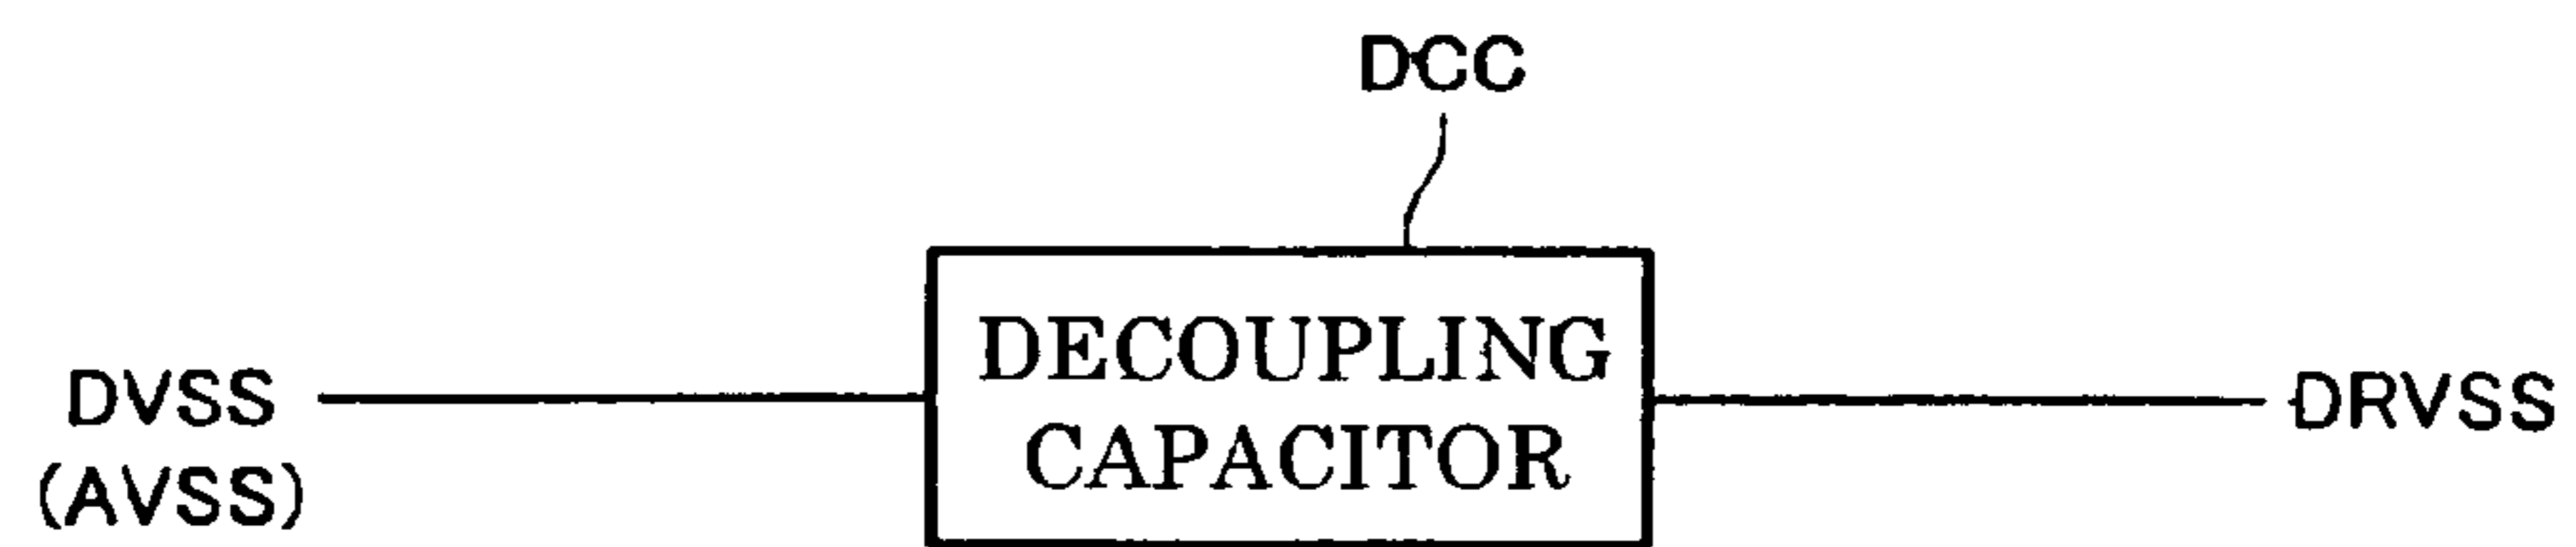 DCC
DECOUPLING
CAPACITOR
DVSS
(AVSS)
DRVSS